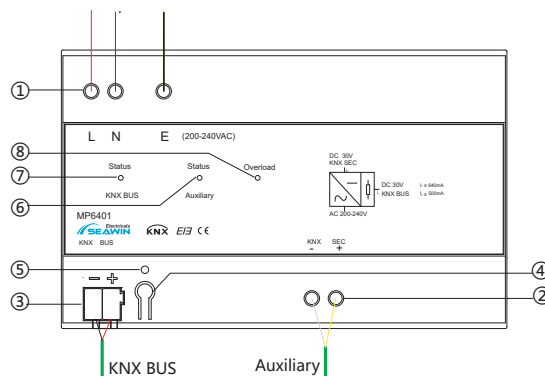 ①
L N E (200-240VAC)
⑧
Status Status Overload
⑦
KNX BUS Auxiliary
⑥
DC 30V
KNX SEC
DC 30V
KNX BUS
AC 200-240V
MP6401
Electricals
SEAWIN KNX EIB CE
KNX BUS
KNX SEC
- +
⑤
④
- +
③
②
KNX BUS Auxiliary